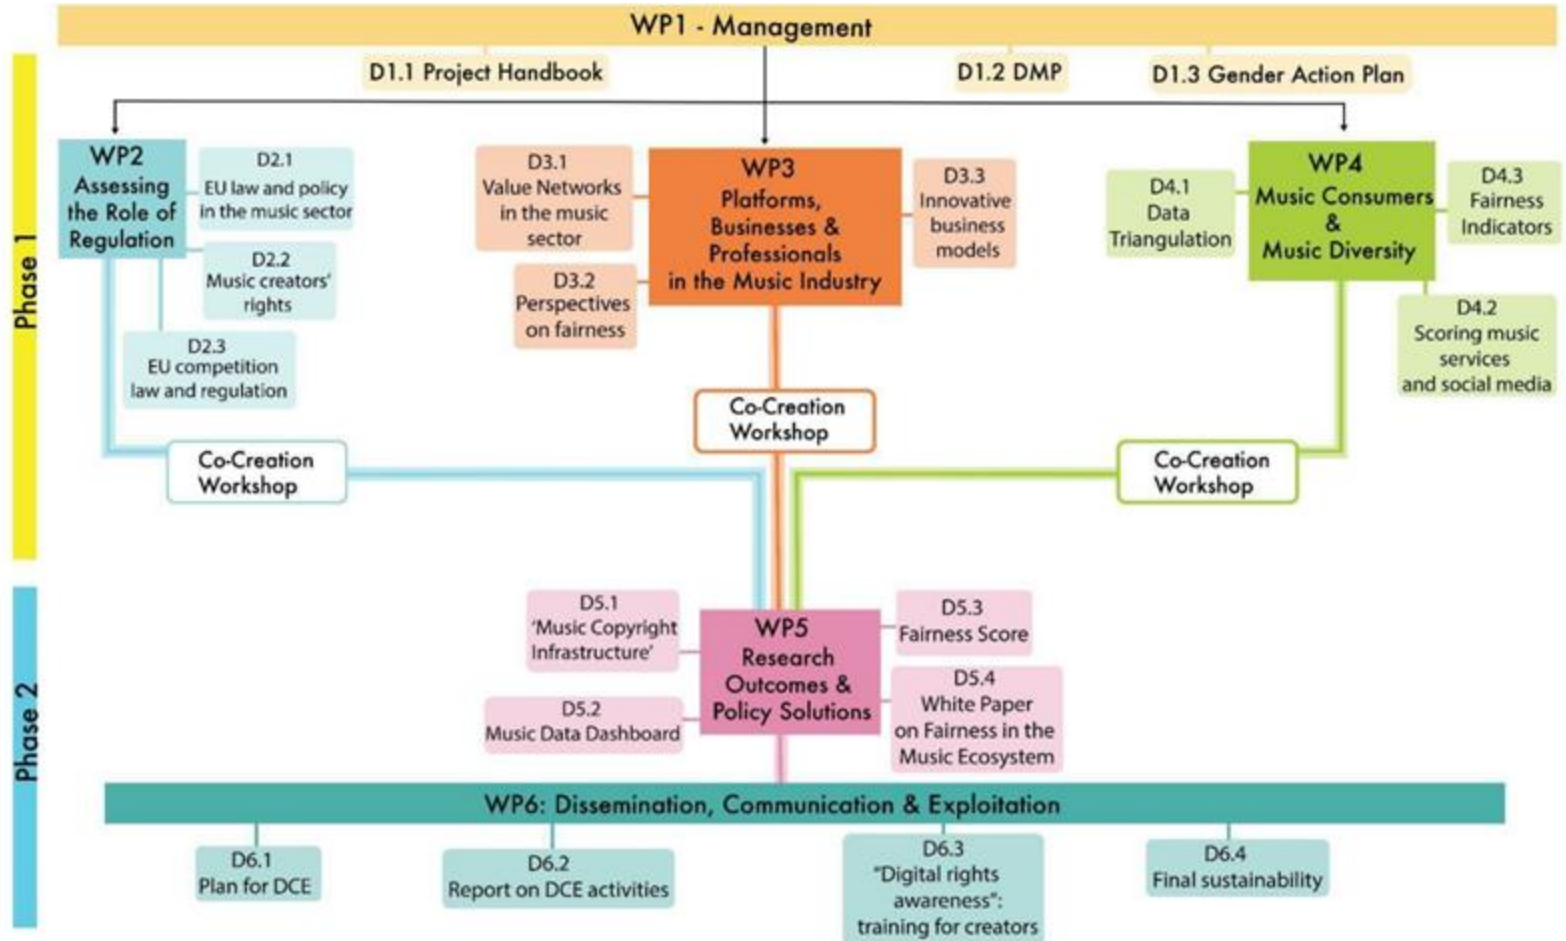 WP1 - Management
D1.1 Project Handbook
D1.2 DMP
D1.3 Gender Action Plan
Phase 1
WP2
Assessing
the Role of
Regulation
D2.1
EU law and policy
in the music sector
D2.2
Music creators'
rights
D2.3
EU competition
law and regulation
D3.1
Value Networks
in the music
sector
D3.2
Perspectives
on fairness
WP3
Platforms,
Businesses &
Professionals
in the Music Industry
D3.3
Innovative
business
models
D4.1
Data
Triangulation
WP4
Music Consumers
&
Music Diversity
D4.3
Fairness
Indicators
D4.2
Scoring music
services
and social media
Co-Creation
Workshop
Co-Creation
Workshop
Co-Creation
Workshop
Phase 2
D5.1
'Music Copyright
Infrastructure'
D5.2
Music Data Dashboard
WP5
Research
Outcomes &
Policy Solutions
D5.3
Fairness Score
D5.4
White Paper
on Fairness in the
Music Ecosystem
WP6: Dissemination, Communication & Exploitation
D6.1
Plan for DCE
D6.2
Report on DCE activities
D6.3
"Digital rights
awareness":
training for creators
D6.4
Final sustainability